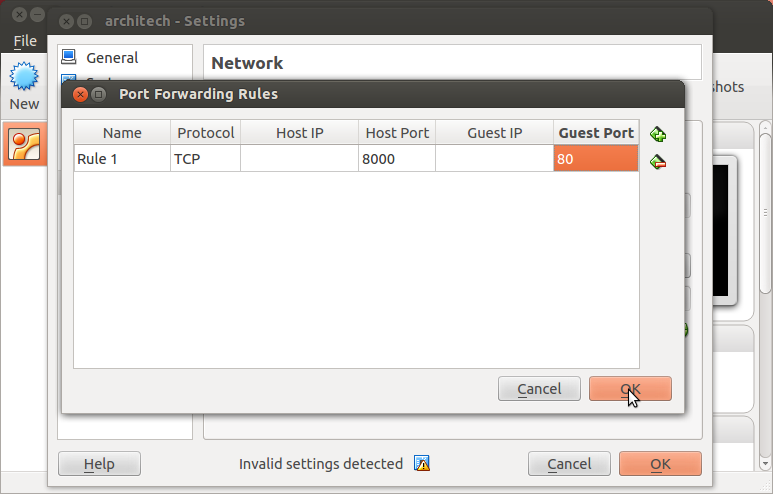 architech - Settings
File
General
Network
New
shots
Port Forwarding Rules
Name Protocol Host IP Host Port Guest IP Guest Port
Rule 1 TCP 8000 80
Cancel OK
Help Invalid settings detected Cancel OK